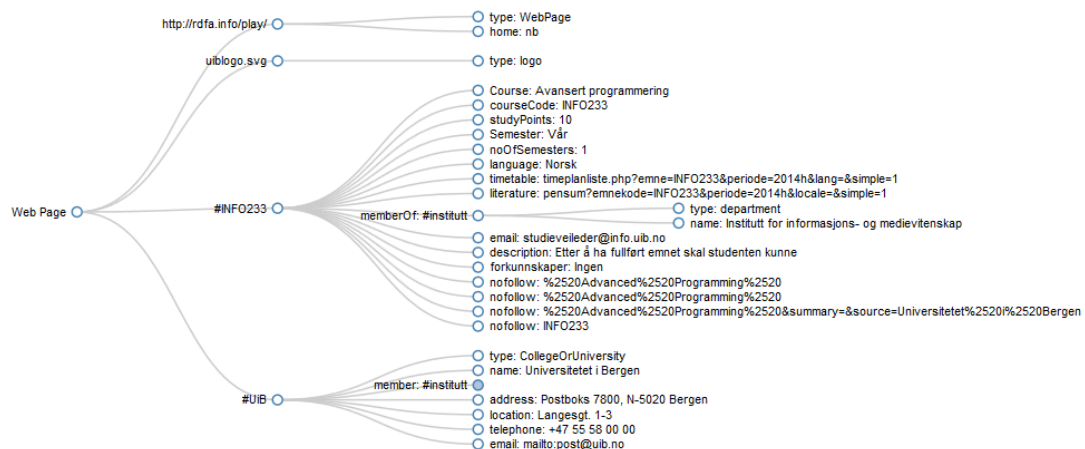 http://rdfa.info/play/
type: WebPage
home: nb
uiblogo.svg
type: logo
Web Page
#INFO233
Course: Avansert programmering
courseCode: INFO233
studyPoints: 10
Semester: Vår
noOfSemesters: 1
language: Norsk
timetable: timeplanliste.php?emne=INFO233&periode=2014h&lang=&simple=1
literature: pensum?emnekode=INFO233&periode=2014h&locale=&simple=1
memberOf: #institutt
type: department
name: Institutt for informasjons- og medievitenskap
email: studieveileder@info.uib.no
description: Etter å ha fullført emnet skal studenten kunne
forkunnskaper: Ingen
nofollow: %2520Advanced%2520Programming%2520
nofollow: %2520Advanced%2520Programming%2520
nofollow: %2520Advanced%2520Programming%2520&summary=&source=Universitetet%2520i%2520Bergen
nofollow: INFO233
#UiB
type: CollegeOrUniversity
name: Universitetet i Bergen
member: #institutt
address: Postboks 7800, N-5020 Bergen
location: Langesgt. 1-3
telephone: +47 55 58 00 00
email: mailto:post@uib.no